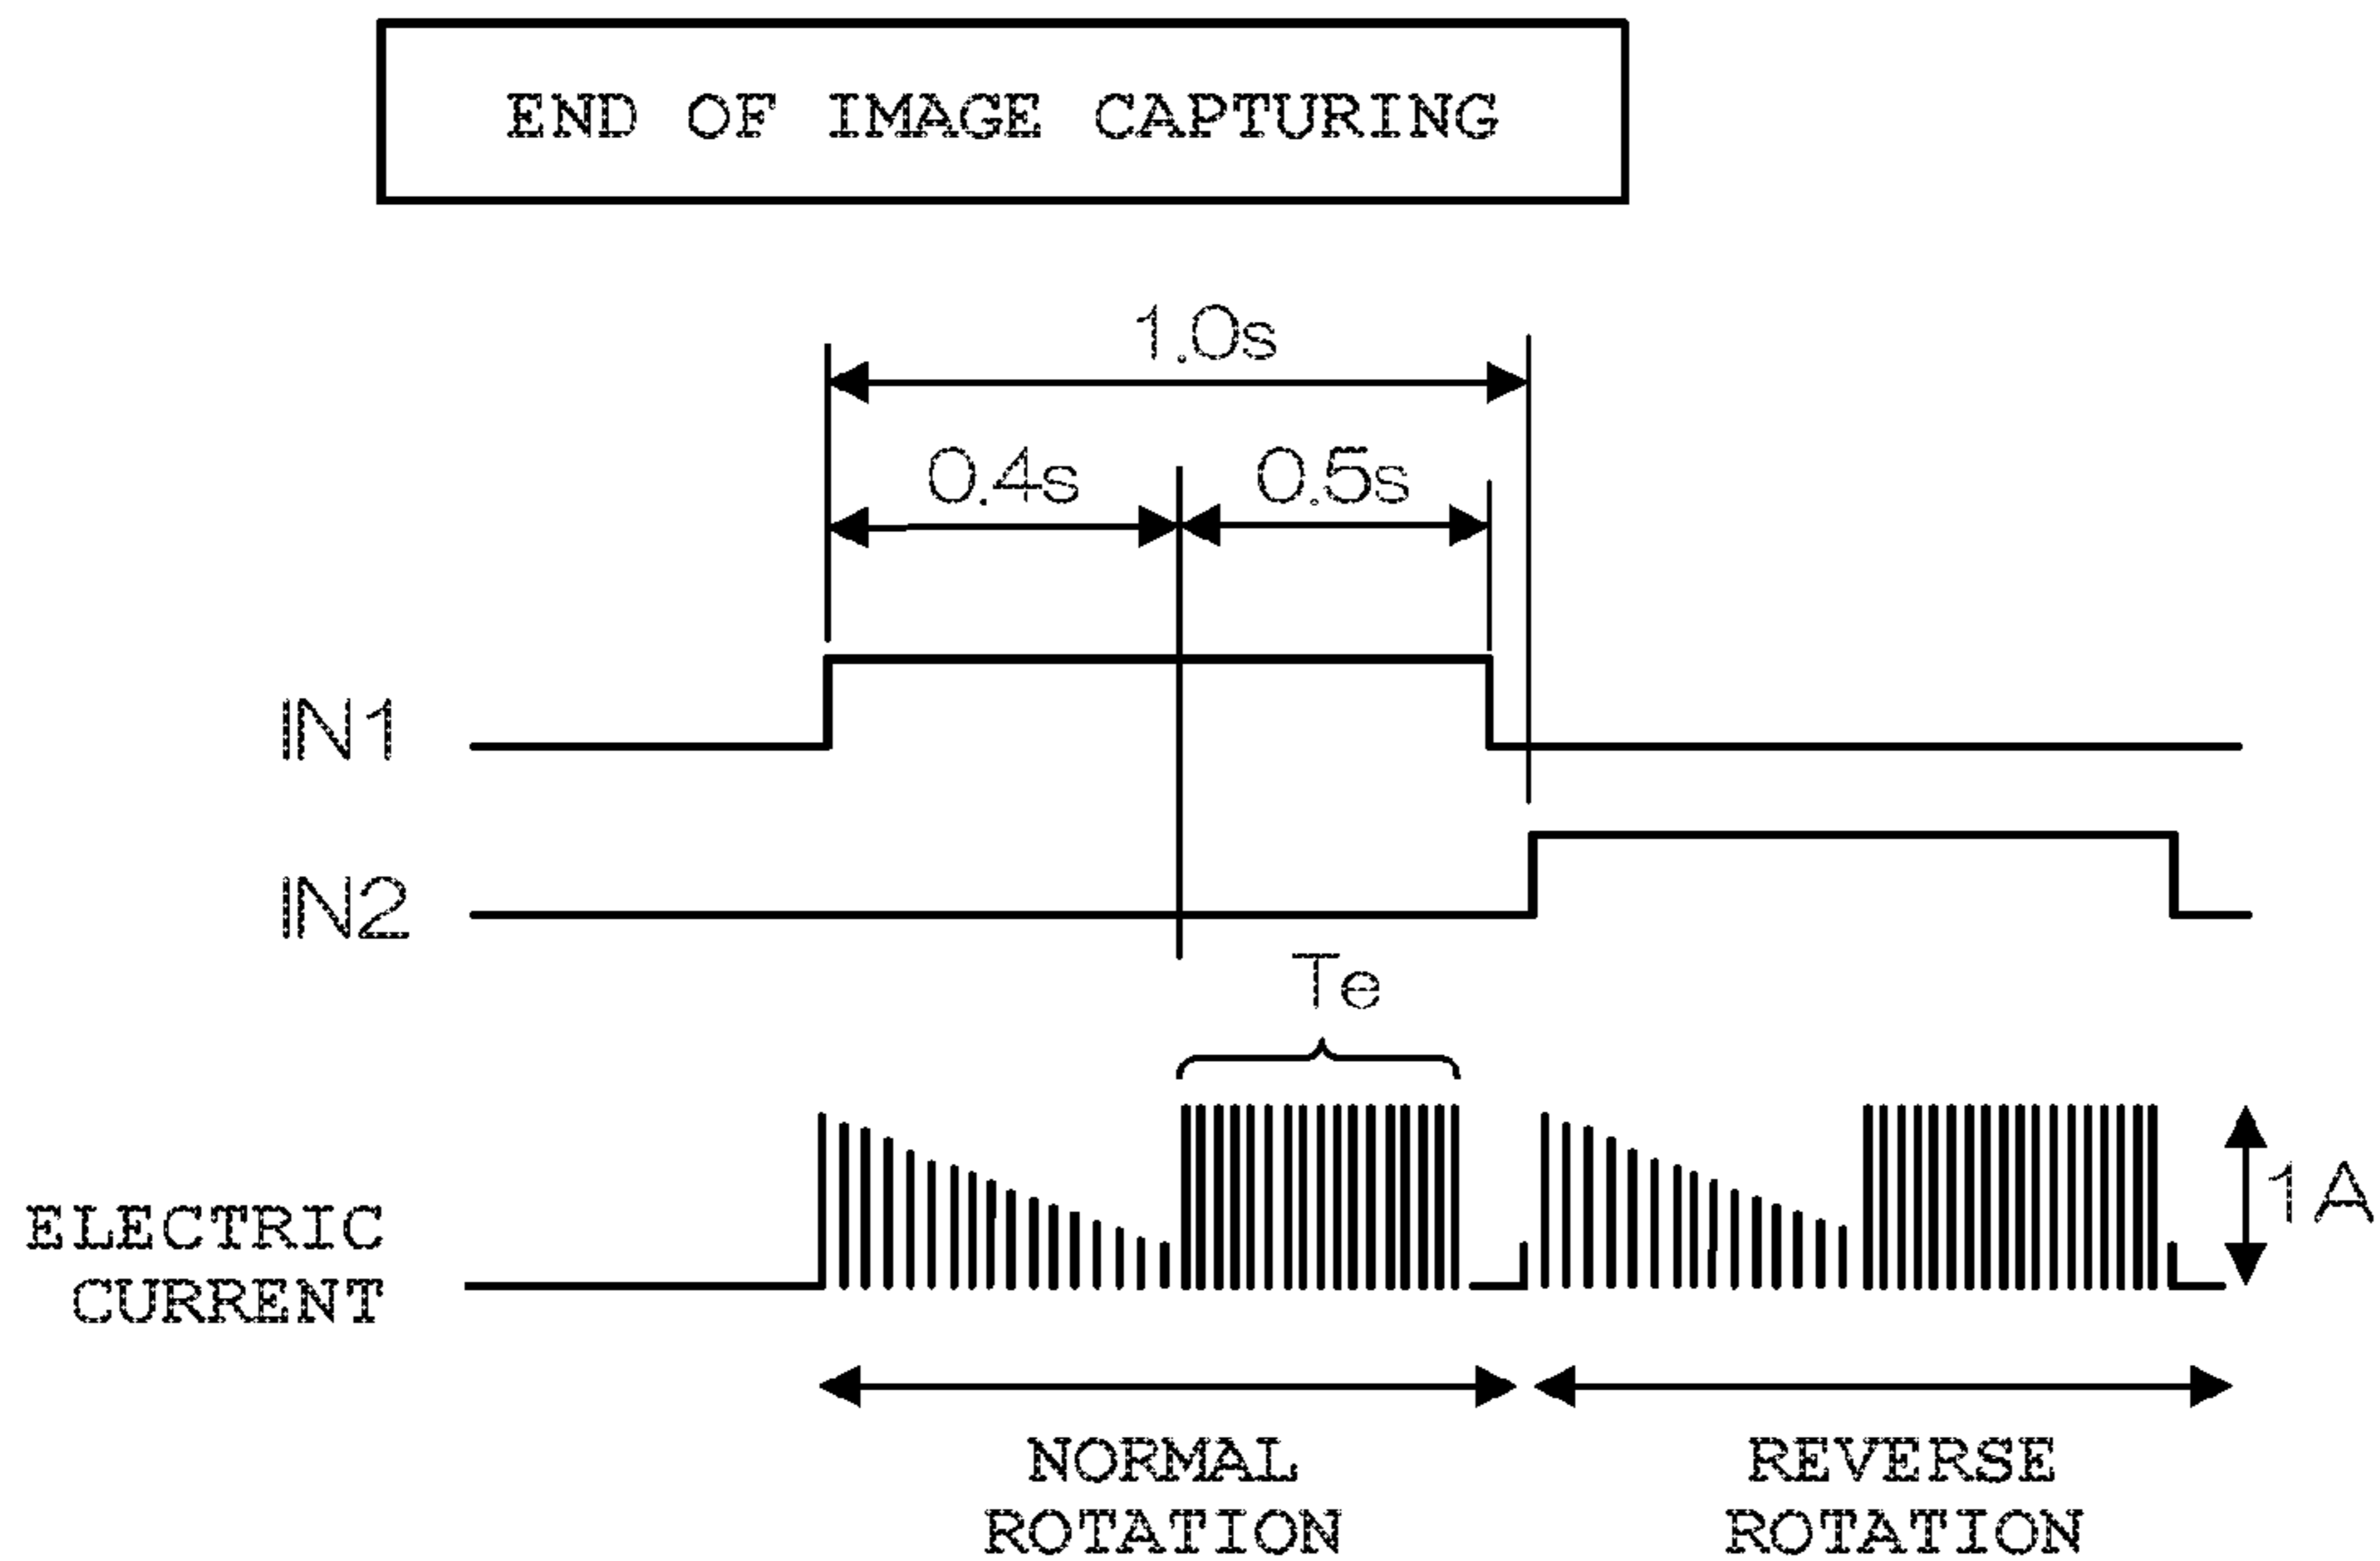 END OF IMAGE CAPTURING
1.0s
0.4s 0.5s
IN1
IN2
Te
1A
ELECTRIC
CURRENT
NORMAL
ROTATION
REVERSE
ROTATION